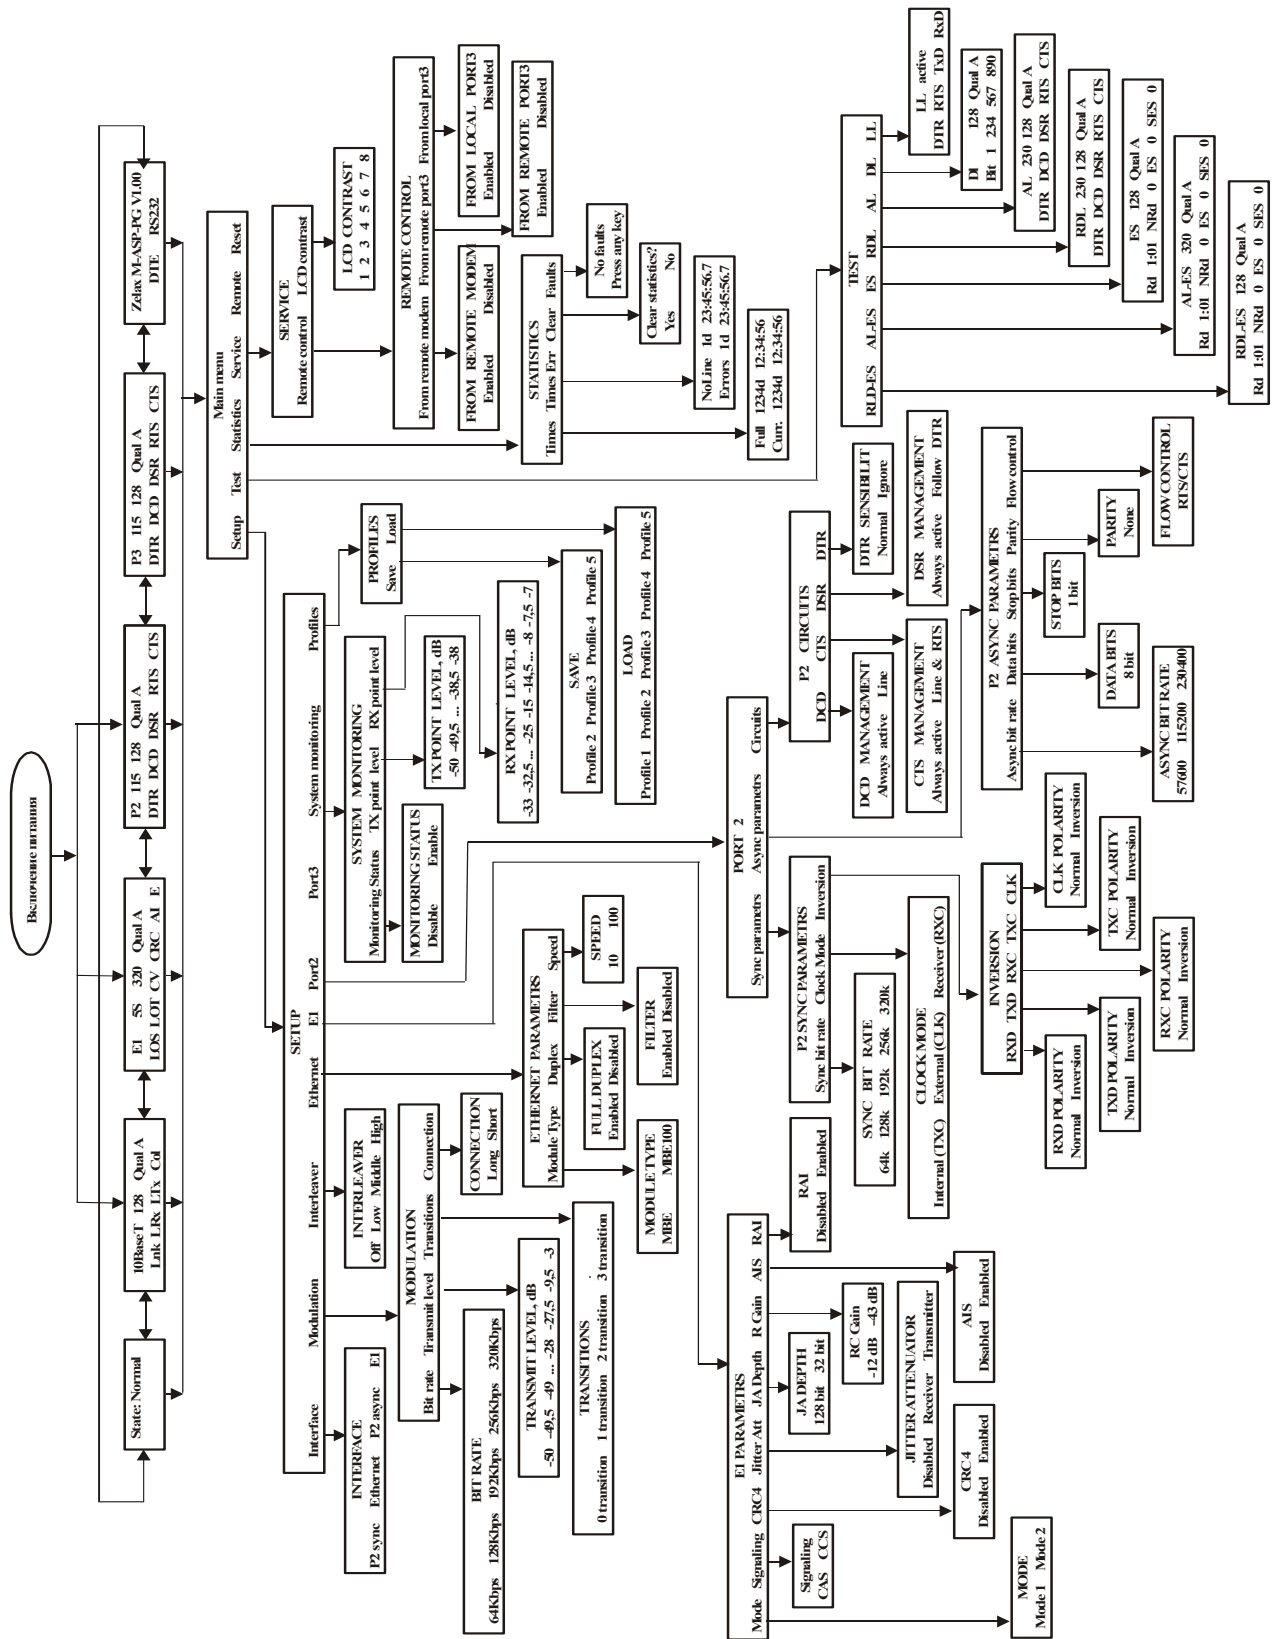 Включение питания
State: Normal
10BaseT 128 Qual A
Lnk LRx LTx Col
E1 5S 320 Qual A
LOS LOT CV CRC AI E
P2 115 128 Qual A
DTR DCD DSR RTS CTS
P3 115 128 Qual A
DTR DCD DSR RTS CTS
Zelax M-ASP-PG V1.00
DTE RS232
Main menu
Setup Test Statistics Service Remote Reset
SETUP
Interface Modulation Interleaver Ethernet E1 Port2 Port3 System monitoring Profiles
INTERFACE
P2 sync Ethernet P2 async E1
INTERLEAVER
Off Low Middle High
MODULATION
Bit rate Transmit level Transitions Connection
BIT RATE
64Kbps 128Kbps 192Kbps 256Kbps 320Kbps
CONNECTION
Long Short
TRANSMIT LEVEL, dB
-50 -49,5 -49 ... -28 -27,5 -9,5 -3
TRANSITIONS
0 transition 1 transition 2 transition 3 transition
ETHERNET PARAMETRS
Module Type Duplex Filter Speed
SPEED
10 100
FULL DUPLEX
Enabled Disabled
FILTER
Enabled Disabled
MODULE TYPE
MBE MBE100
SYSTEM MONITORING
Monitoring Status TX point level RX point level
MONITORING STATUS
Disable Enable
TX POINT LEVEL, dB
-50 -49,5 ... -38,5 -38
RX POINT LEVEL, dB
-33 -32,5 ... -25 -15 -14,5 ... -8 -7,5 -7
PROFILES
Save Load
SAVE
Profile 2 Profile 3 Profile 4 Profile 5
LOAD
Profile 1 Profile 2 Profile 3 Profile 4 Profile 5
SERVICE
Remote control LCD contrast
LCD CONTRAST
1 2 3 4 5 6 7 8
REMOTE CONTROL
From remote modem From remote port3 From local port3
FROM REMOTE MODEM
Enabled Disabled
FROM LOCAL PORT3
Enabled Disabled
FROM REMOTE PORT3
Enabled Disabled
STATISTICS
Times Times Err Clear Faults
No faults
Press any key
Clear statistics?
Yes No
NoLine 1d 23:45:56.7
Errors 1d 23:45:56.7
Full 1234d 12:34:56
Curr. 1234d 12:34:56
E1 PARAMETRS
Mode Signaling CRC4 Jitter Att JA Depth R Gain AIS RAI
Signaling
CAS CCS
JA DEPTH
128 bit 32 bit
RAI
Disabled Enabled
RC Gain
-12 dB -43 dB
JITTER ATTENUATOR
Disabled Receiver Transmitter
CRC4
Disabled Enabled
AIS
Disabled Enabled
MODE
Mode 1 Mode 2
PORT 2
Sync parametrs Async parametrs Circuits
P2 SYNC PARAMETRS
Sync bit rate Clock Mode Inversion
SYNC BIT RATE
64k 128k 192k 256k 320k
CLOCK MODE
Internal (TXC) External (CLK) Receiver (RXC)
INVERSION
RXD TXD RXC TXC CLK
RXD POLARITY
Normal Inversion
CLK POLARITY
Normal Inversion
TXD POLARITY
Normal Inversion
TXC POLARITY
Normal Inversion
RXC POLARITY
Normal Inversion
P2 CIRCUITS
DCD CTS DSR DTR
DCD MANAGEMENT
Always active Line
DTR SENSIBILIT
Normal Ignore
CTS MANAGEMENT
Always active Line & RTS
DSR MANAGEMENT
Always active Follow DTR
P2 ASYNC PARAMETRS
Async bit rate Data bits Stop bits Parity Flow control
STOP BITS
1 bit
DATA BITS
8 bit
PARITY
None
ASYNC BIT RATE
57600 115200 230400
FLOW CONTROL
RTS/CTS
TEST
RLD-ES AL-ES ES RDL AL DL LL
LL active
DTR RTS TxD RxD
Dl 128 Qual A
Bit 1 234 567 890
AL 230 128 Qual A
DTR DCD DSR RTS CTS
RDL 230 128 Qual A
DTR DCD DSR RTS CTS
ES 128 Qual A
Rd 1:01 NRd 0 ES 0 SES 0
AL-ES 320 Qual A
Rd 1:01 NRd 0 ES 0 SES 0
RDL-ES 128 Qual A
Rd 1:01 NRd 0 ES 0 SES 0